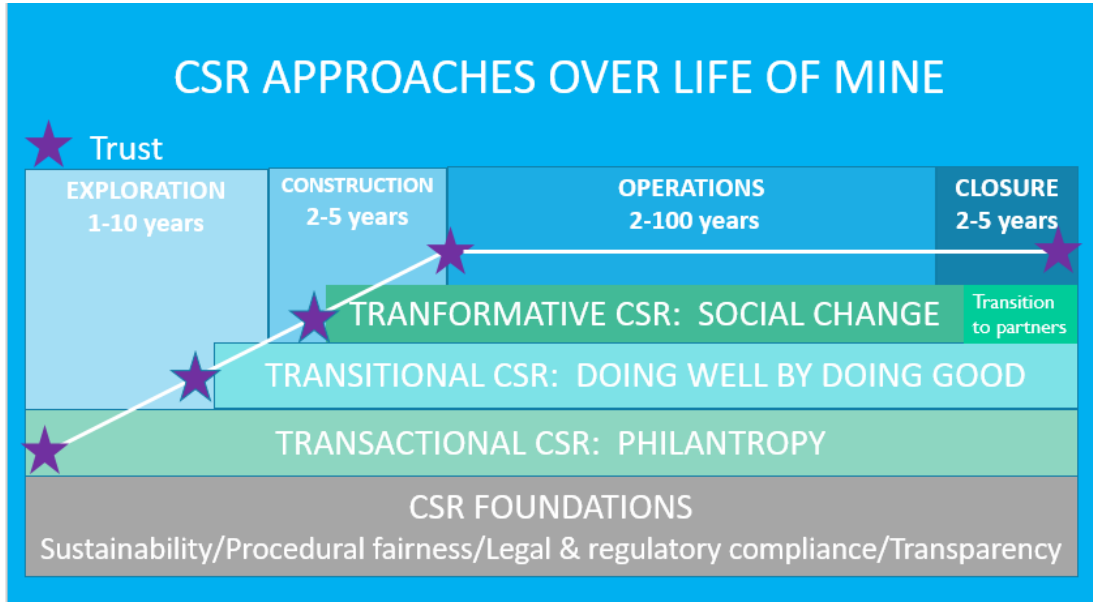 CSR APPROACHES OVER LIFE OF MINE
Trust
EXPLORATION
1-10 years
CONSTRUCTION
2-5 years
OPERATIONS
2-100 years
CLOSURE
2-5 years
TRANFORMATIVE CSR: SOCIAL CHANGE
Transition
to partners
TRANSITIONAL CSR: DOING WELL BY DOING GOOD
TRANSACTIONAL CSR: PHILANTROPY
CSR FOUNDATIONS
Sustainability/Procedural fairness/Legal & regulatory compliance/Transparency